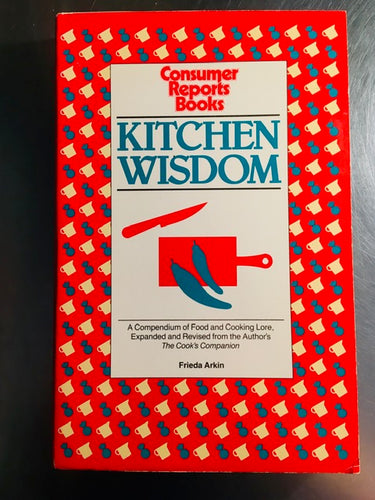 Consumer
Reports
Books
KITCHEN
WISDOM
A Compendium of Food and Cooking Lore,
Expanded and Revised from the Author's
The Cook's Companion
Frieda Arkin